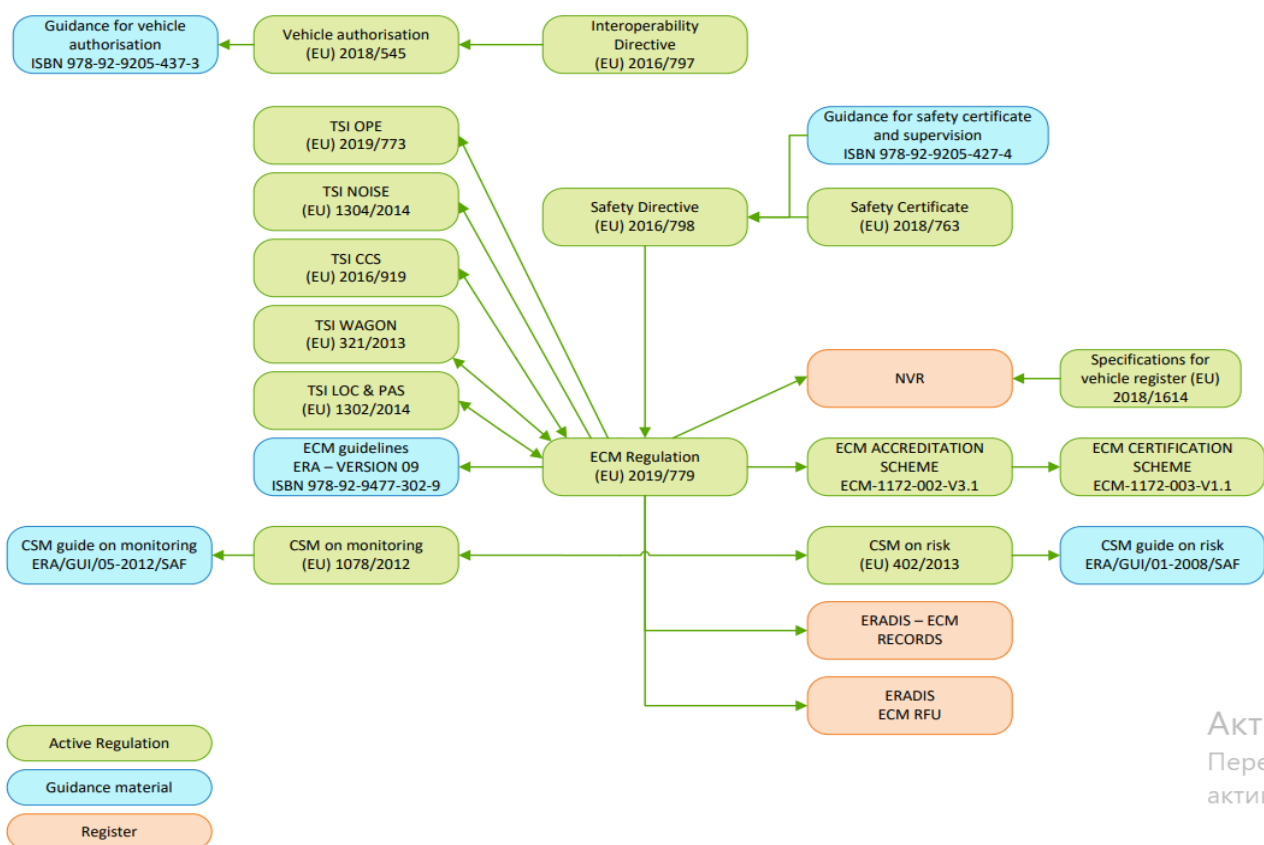 Guidance for vehicle
authorisation
ISBN 978-92-9205-437-3
Vehicle authorisation
(EU) 2018/545
Interoperability
Directive
(EU) 2016/797
TSI OPE
(EU) 2019/773
Guidance for safety certificate
and supervision
ISBN 978-92-9205-427-4
TSI NOISE
(EU) 1304/2014
Safety Directive
(EU) 2016/798
Safety Certificate
(EU) 2018/763
TSI CCS
(EU) 2016/919
TSI WAGON
(EU) 321/2013
NVR
Specifications for
vehicle register (EU)
2018/1614
TSI LOC & PAS
(EU) 1302/2014
ECM guidelines
ERA – VERSION 09
ISBN 978-92-9477-302-9
ECM Regulation
(EU) 2019/779
ECM ACCREDITATION
SCHEME
ECM-1172-002-V3.1
ECM CERTIFICATION
SCHEME
ECM-1172-003-V1.1
CSM guide on monitoring
ERA/GUI/05-2012/SAF
CSM on monitoring
(EU) 1078/2012
CSM on risk
(EU) 402/2013
CSM guide on risk
ERA/GUI/01-2008/SAF
ERADIS – ECM
RECORDS
ERADIS
ECM RFU
Active Regulation
Guidance material
Register
Акт
Пере
акти